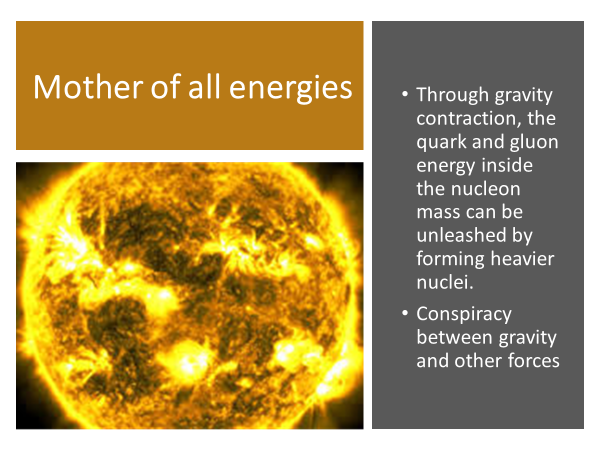 Mother of all energies
• Through gravity
contraction, the
quark and gluon
energy inside
the nucleon
mass can be
unleashed by
forming heavier
nuclei.
• Conspiracy
between gravity
and other forces